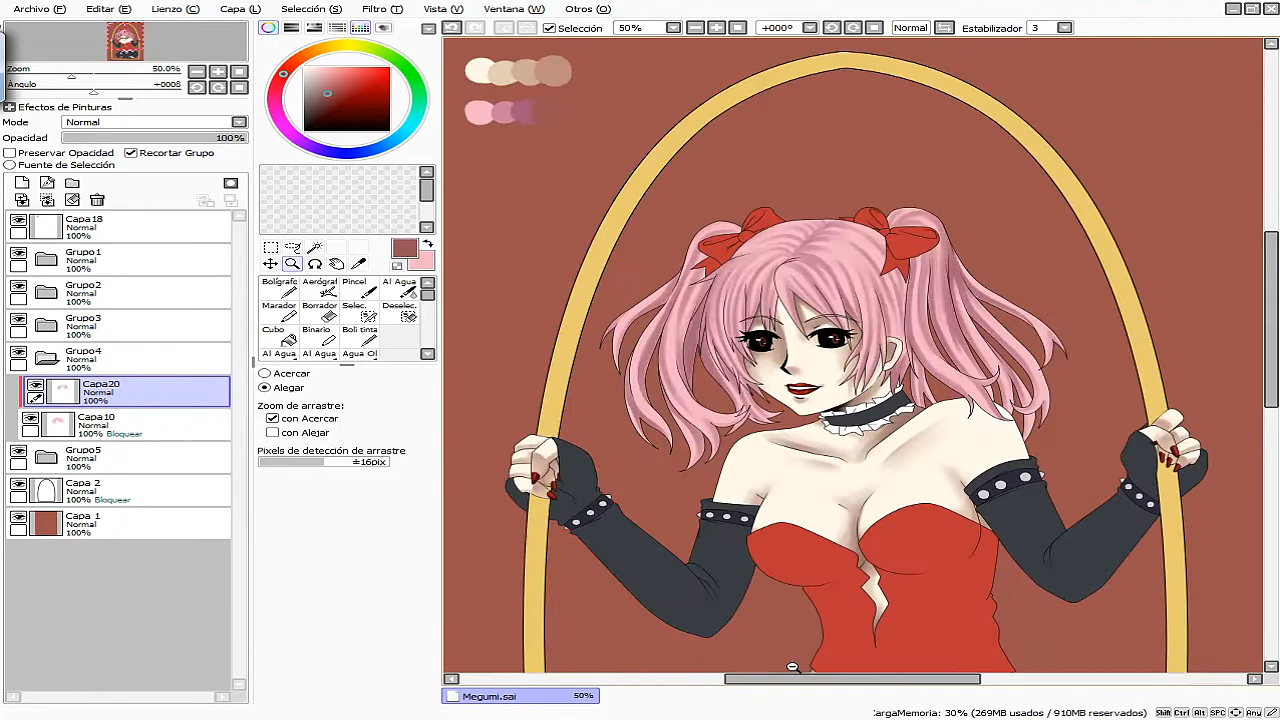 Archivo (F) Editar (E) Lienzo (C) Capa (L) Selección (S) Filtro (T) Vista (V) Ventana (W) Otros (O)
Selección 50% +000º Normal Estabilizador 3
Zoom 50.0%
Ángulo +000ß
Efectos de Pinturas
Mode Normal
Opacidad 100%
Preservar Opacidad Recortar Grupo
Fuente de Selección
Capa18
Normal
100%
Grupo1
Normal
100%
Grupo2
Normal
100%
Grupo3
Normal
100%
Grupo4
Normal
100%
Capa20
Normal
100%
Capa10
Normal
100% Bloquear
Grupo5
Normal
100%
Capa 2
Normal
100% Bloquear
Capa 1
Normal
100%
Bolígrafo Aerógraf Pincel Al Agua
Marador Borrador Selec. Deselec.
Cubo Binario Boli tinta
Al Agua Al Agua Agua Ol
Acercar
Alegar
Zoom de arrastre:
con Acercar
con Alejar
Pixels de detección de arrastre
±16pix
Megumi.sai 50%
CargaMemoria: 30% (269MB usados / 910MB reservados) Shift Ctrl Alt SPC Any